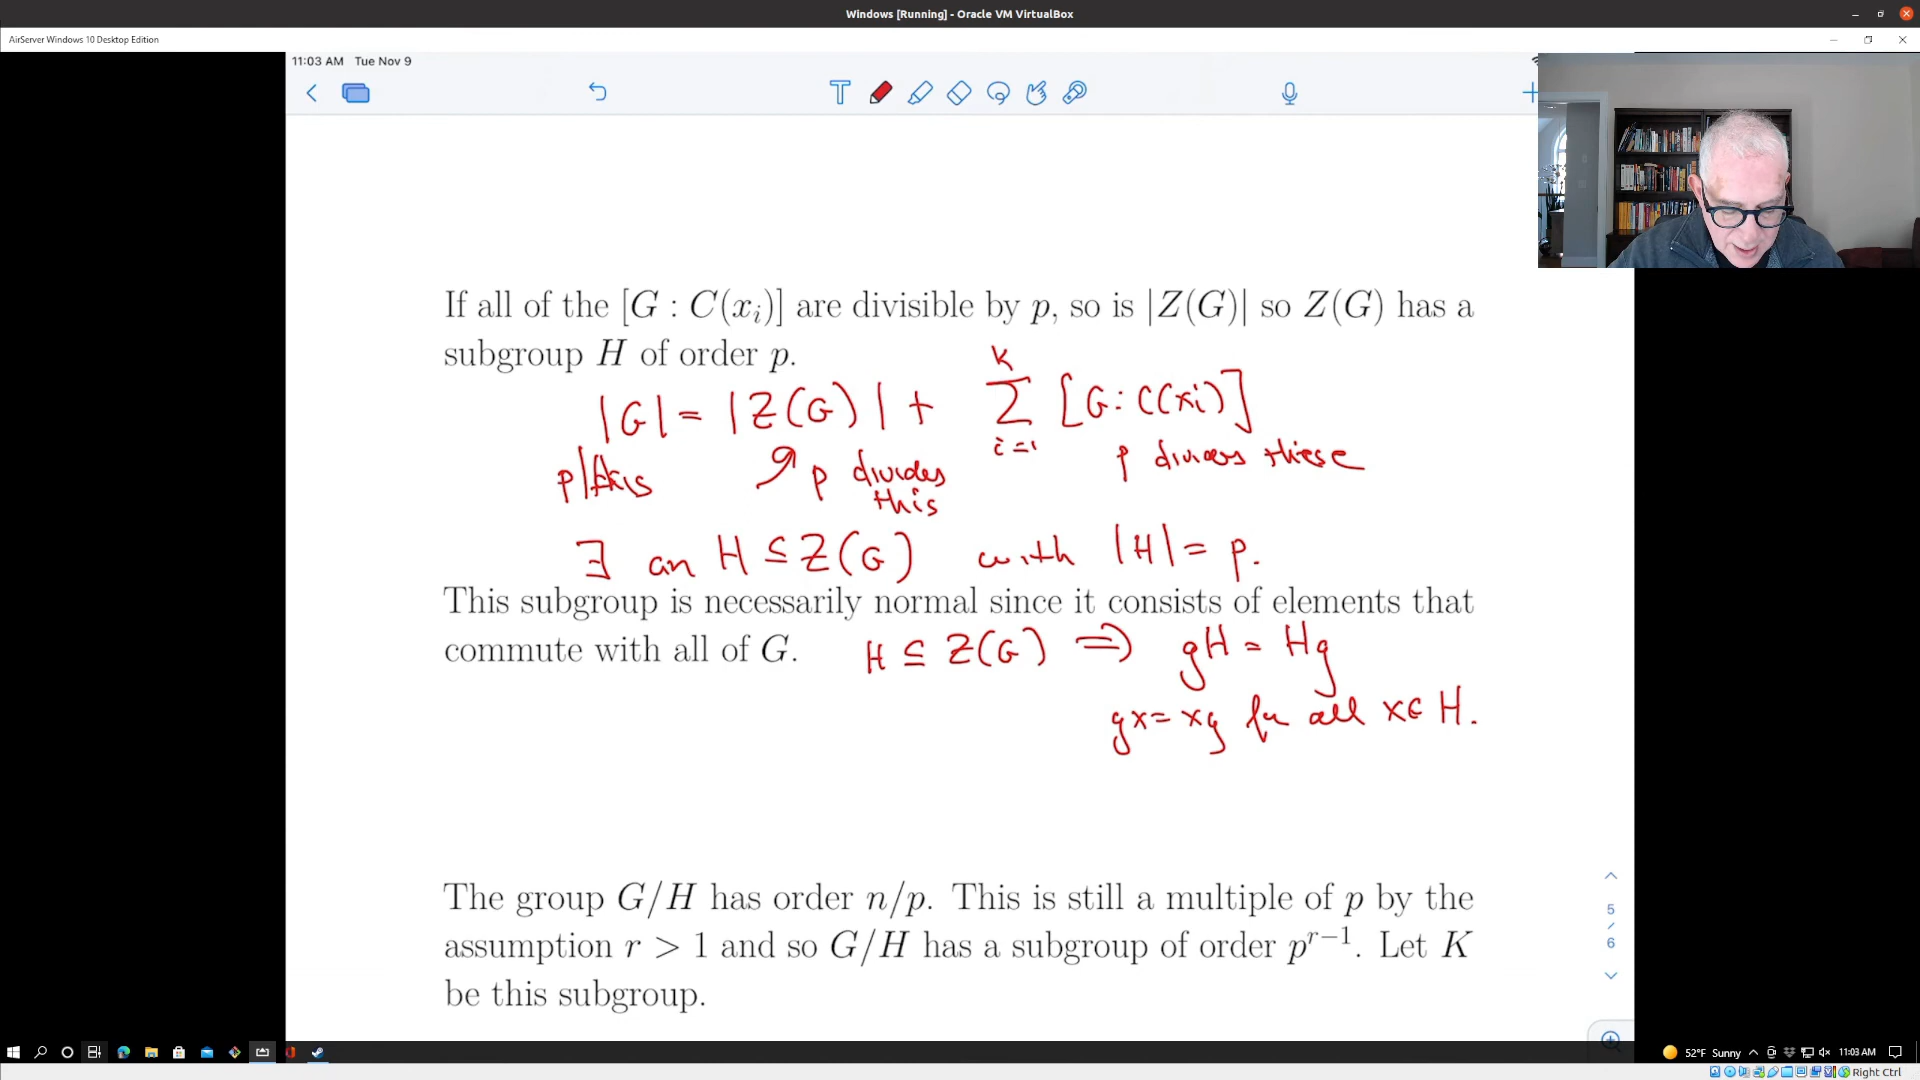 Windows [Running] - Oracle VM VirtualBox
AirServer Windows 10 Desktop Edition
11:03 AM Tue Nov 9
If all of the [G : C(x_i)] are divisible by p, so is |Z(G)| so Z(G) has a
subgroup H of order p.
|G| = |Z(G)| + \sum_{i=1}^{k} [G : C(xi)]
p | this
p divides
this
p divides these
∃ an H ⊆ Z(G) with |H| = p.
This subgroup is necessarily normal since it consists of elements that
commute with all of G.
H ⊆ Z(G) ⇒ gH = Hg
gx = xg for all x ∈ H.
The group G/H has order n/p. This is still a multiple of p by the
assumption r > 1 and so G/H has a subgroup of order p^{r−1}. Let K
be this subgroup.
5
/
6
52°F Sunny
11:03 AM
Right Ctrl